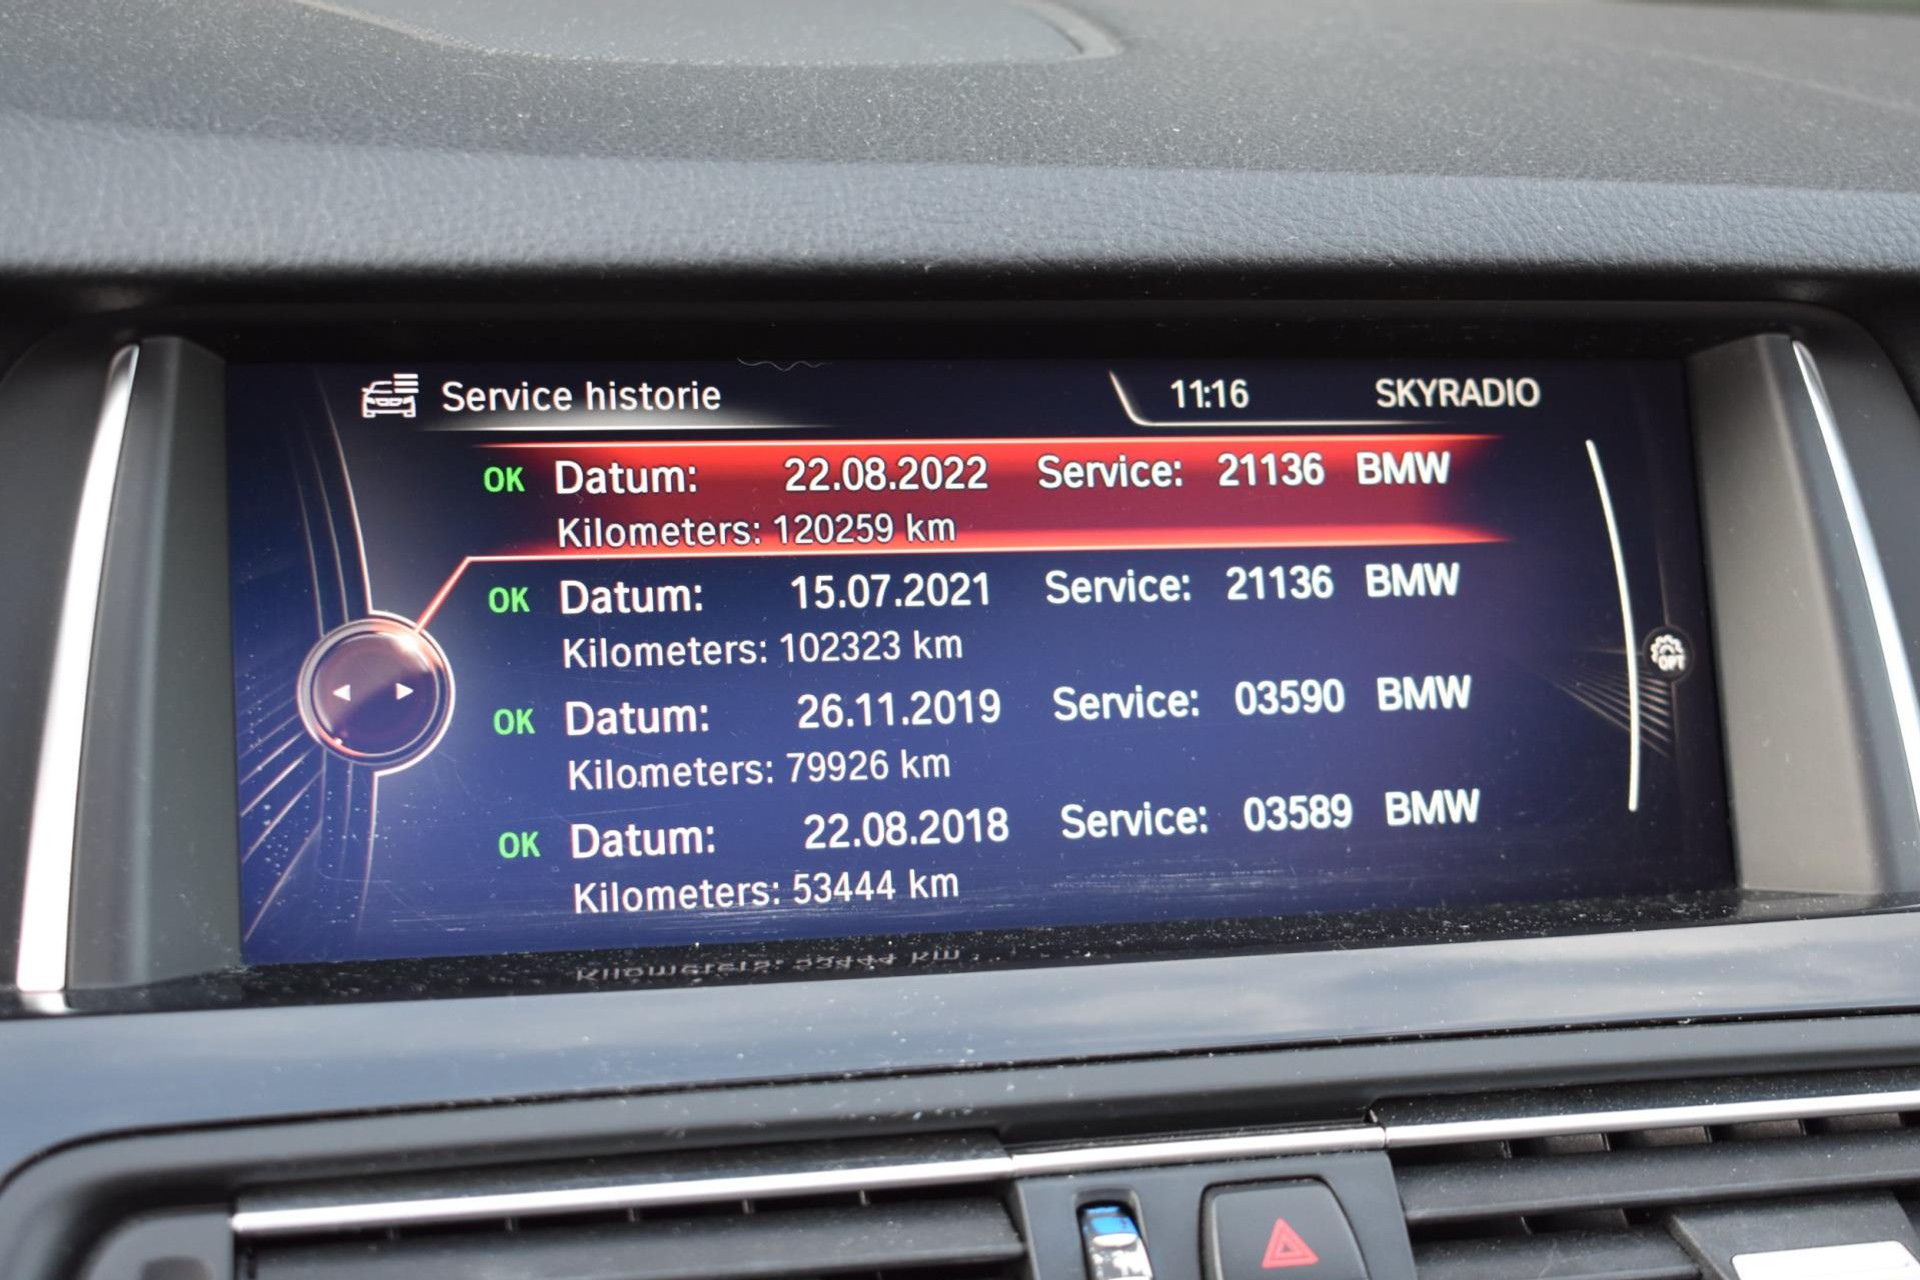 Service historie 11:16 SKYRADIO
OK Datum: 22.08.2022 Service: 21136 BMW
Kilometers: 120259 km
OK Datum: 15.07.2021 Service: 21136 BMW
Kilometers: 102323 km
OK Datum: 26.11.2019 Service: 03590 BMW
Kilometers: 79926 km
OPT
OK Datum: 22.08.2018 Service: 03589 BMW
Kilometers: 53444 km